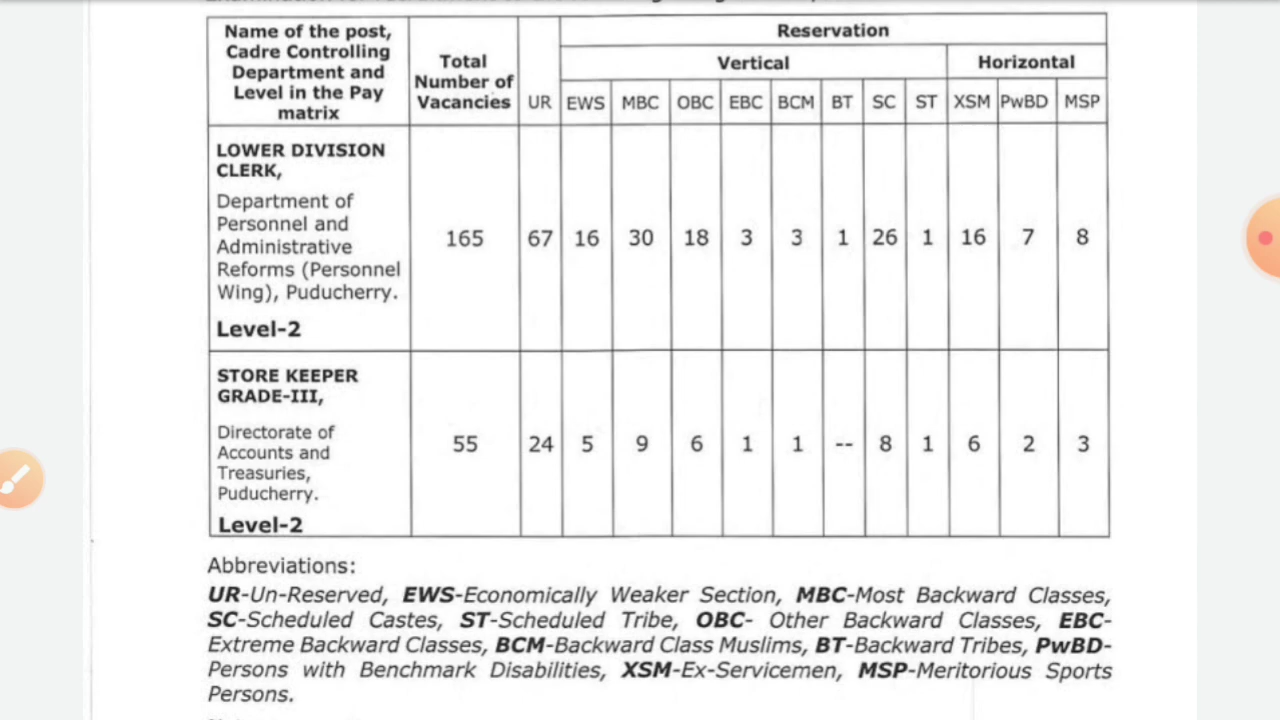 Name of the post,
Cadre Controlling
Department and
Level in the Pay
matrix
Total
Number of
Vacancies
UR
Reservation
Vertical
Horizontal
EWS MBC OBC EBC BCM BT SC ST XSM PwBD MSP
LOWER DIVISION
CLERK,
Department of
Personnel and
Administrative
Reforms (Personnel
Wing), Puducherry.
Level-2
165 67 16 30 18 3 3 1 26 1 16 7 8
STORE KEEPER
GRADE-III,
Directorate of
Accounts and
Treasuries,
Puducherry.
Level-2
55 24 5 9 6 1 1 -- 8 1 6 2 3
Abbreviations:
UR-Un-Reserved, EWS-Economically Weaker Section, MBC-Most Backward Classes,
SC-Scheduled Castes, ST-Scheduled Tribe, OBC- Other Backward Classes, EBC-
Extreme Backward Classes, BCM-Backward Class Muslims, BT-Backward Tribes, PwBD-
Persons with Benchmark Disabilities, XSM-Ex-Servicemen, MSP-Meritorious Sports
Persons.